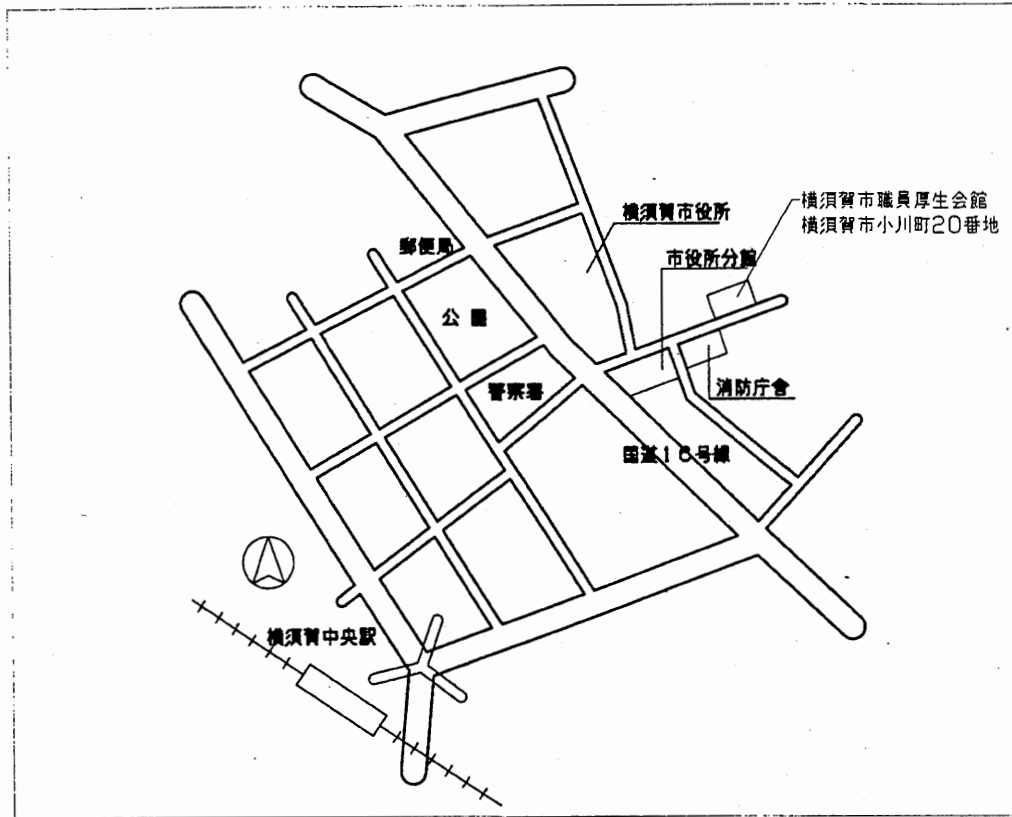 横須賀市職員厚生会館
横須賀市小川町20番地
横須賀市役所
郵便局
市役所分館
公園
警察署
消防庁舎
国道16号線
横須賀中央駅